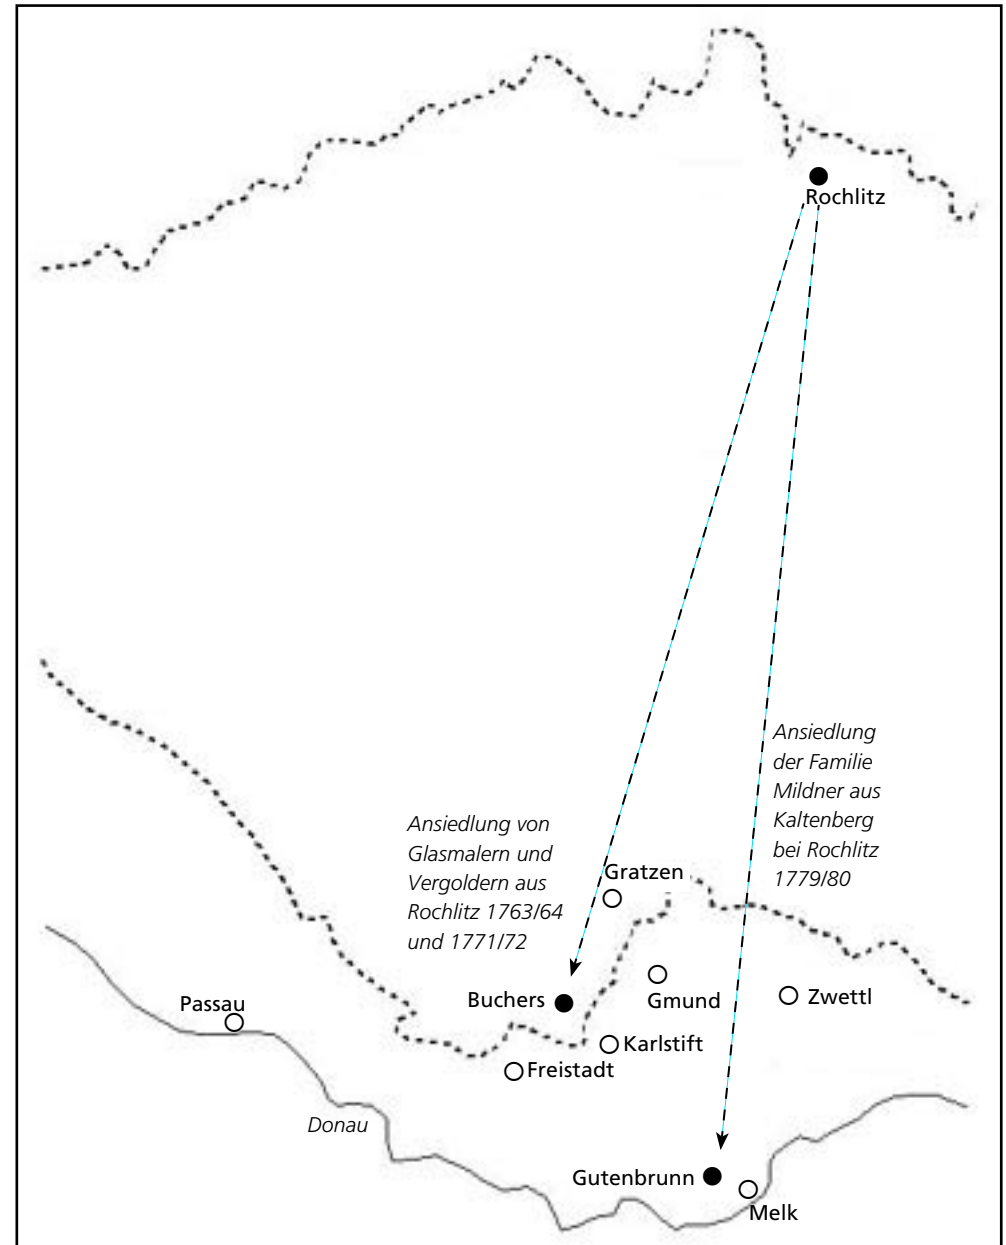 Rochlitz
Ansiedlung
der Familie
Mildner aus
Kaltenberg
bei Rochlitz
1779/80
Ansiedlung von
Glasmalern und
Vergoldern aus
Rochlitz 1763/64
und 1771/72
Gratzen
Buchers
Gmund
Zwettl
Passau
Karlstift
Freistadt
Donau
Gutenbrunn
Melk